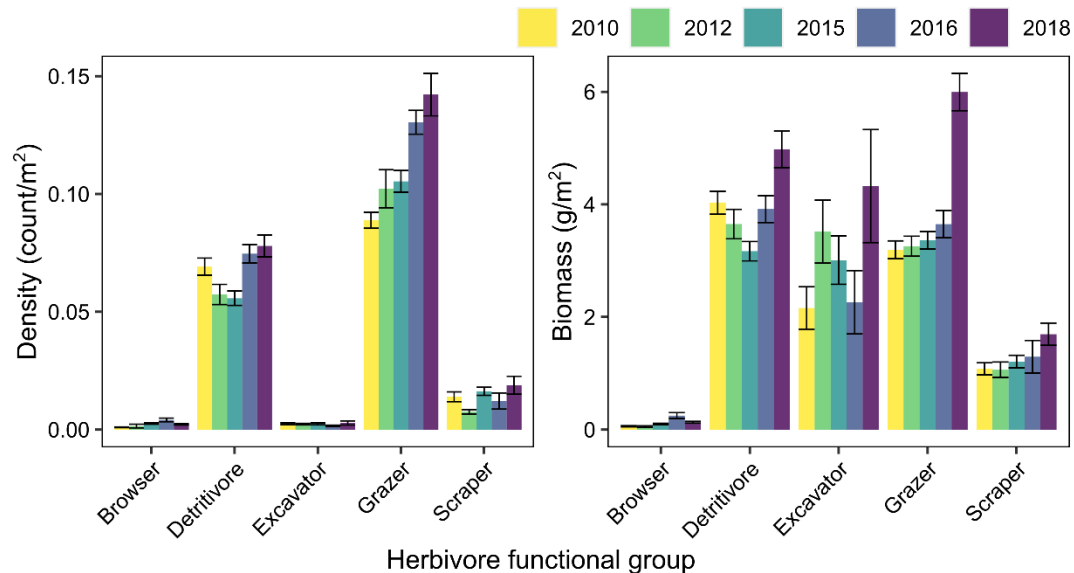 2010 2012 2015 2016 2018
Density (count/m²)
0.15
0.10
0.05
0.00
Browser
Detritivore
Excavator
Grazer
Scraper
Biomass (g/m²)
6
4
2
0
Browser
Detritivore
Excavator
Grazer
Scraper
Herbivore functional group